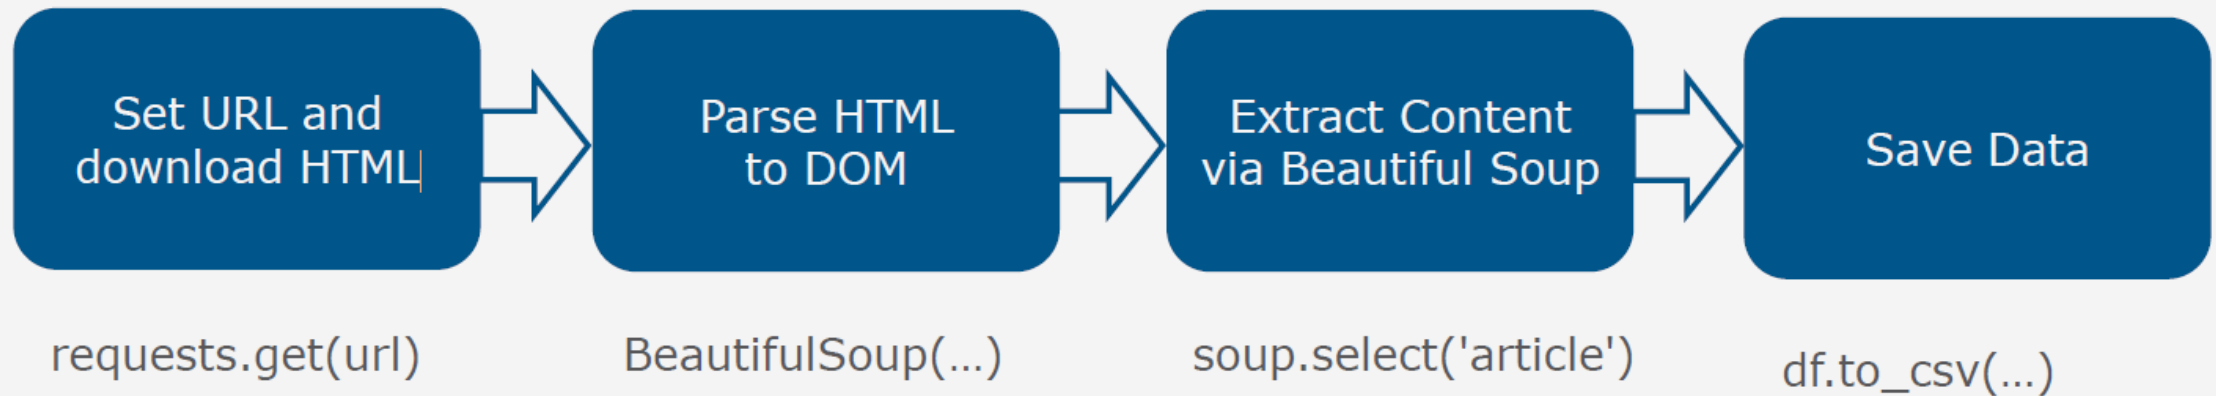 Set URL and
download HTML
Parse HTML
to DOM
Extract Content
via Beautiful Soup
Save Data
requests.get(url)
BeautifulSoup(...)
soup.select('article')
df.to_csv(...)